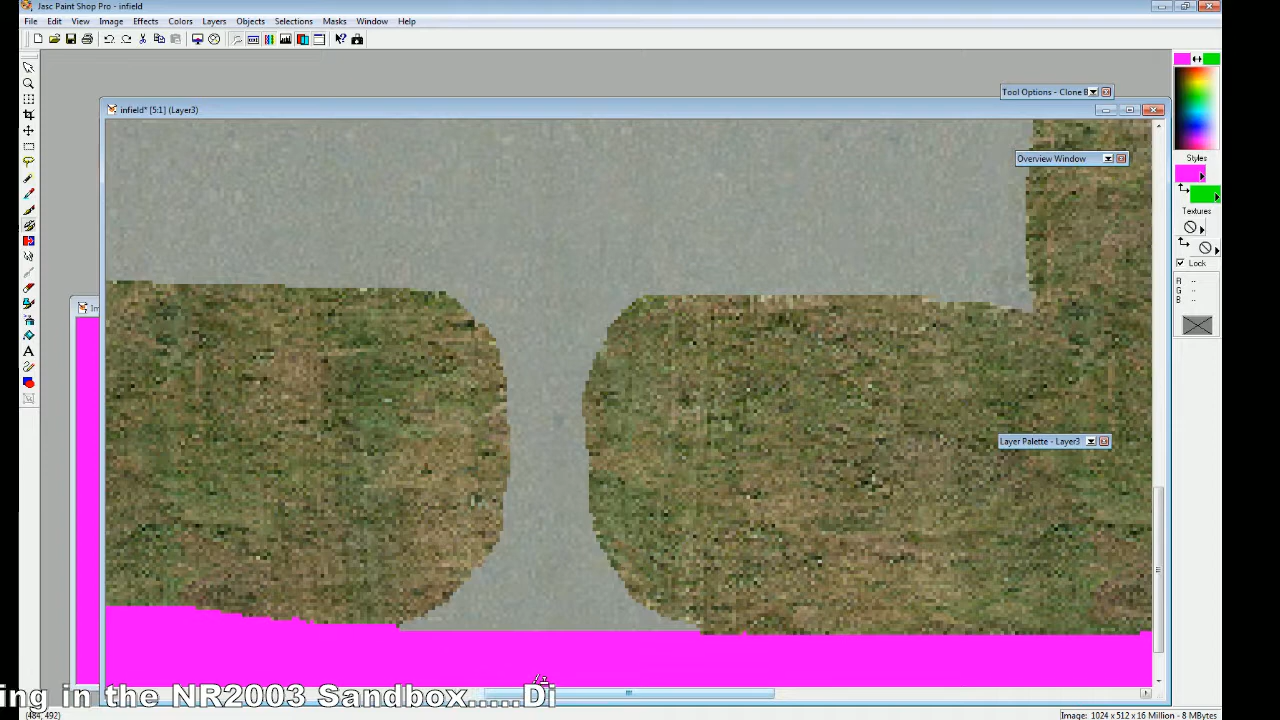 Jasc Paint Shop Pro - infield
File Edit View Image Effects Colors Layers Objects Selections Masks Window Help
Tool Options - Clone B
infield* [5:1] (Layer3)
Overview Window
Styles
Textures
Lock
R --
G --
B --
Layer Palette - Layer3
ing in the NR2003 Sandbox.....Di
(484, 492)
Image: 1024 x 512 x 16 Million - 8 MBytes